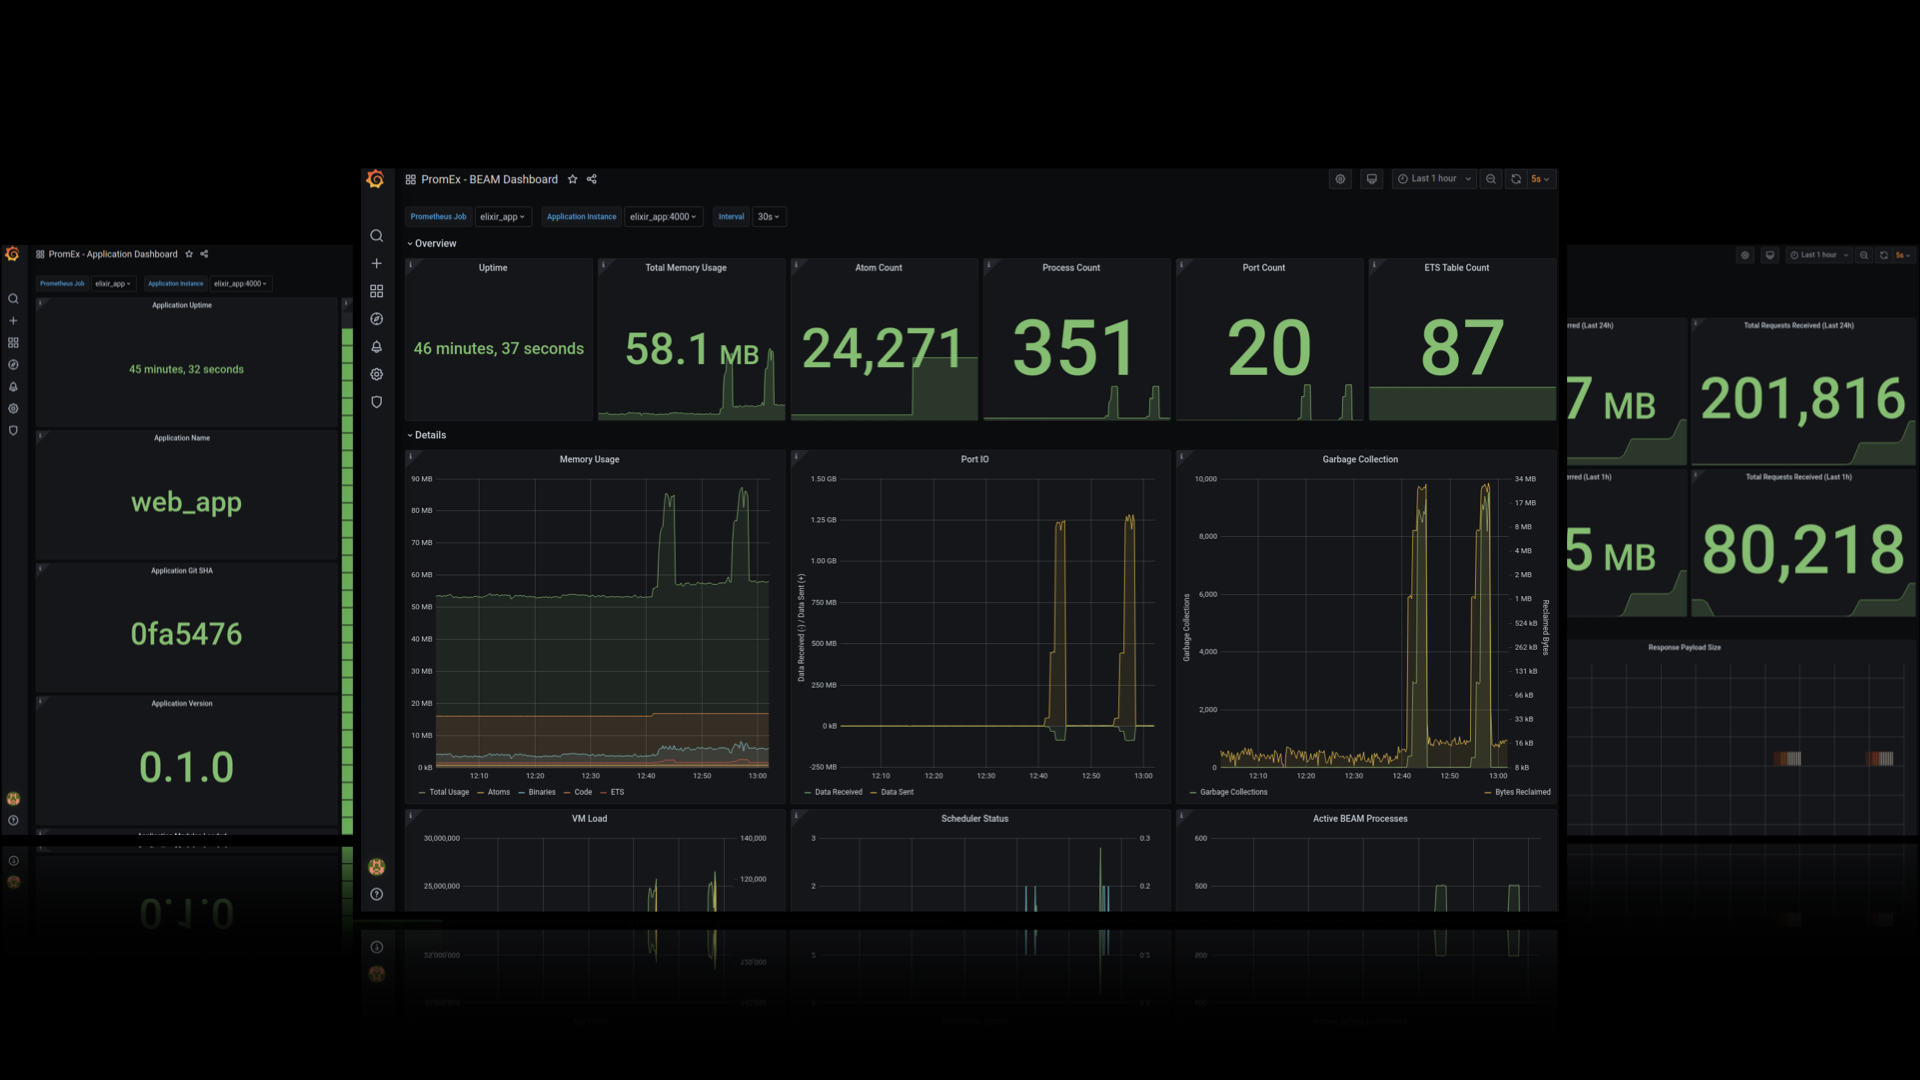 PromEx - Application Dashboard
Prometheus Job elixir_app Application Instance elixir_app:4000
Application Uptime
45 minutes, 32 seconds
Application Name
web_app
Application Git SHA
0fa5476
Application Version
0.1.0
PromEx - BEAM Dashboard
Last 1 hour 5s
Prometheus Job elixir_app Application Instance elixir_app:4000 Interval 30s
Overview
Uptime
46 minutes, 37 seconds
Total Memory Usage
58.1 MB
Atom Count
24,271
Process Count
351
Port Count
20
ETS Table Count
87
Details
Memory Usage
90 MB
80 MB
70 MB
60 MB
50 MB
40 MB
30 MB
20 MB
10 MB
0 kB
12:10 12:20 12:30 12:40 12:50 13:00
Total Usage Atoms Binaries Code ETS
Port IO
Data Received (-) / Data Sent (+)
1.50 GB
1.25 GB
1.00 GB
750 MB
500 MB
250 MB
0 kB
-250 MB
12:10 12:20 12:30 12:40 12:50 13:00
Data Received Data Sent
Garbage Collection
Garbage Collections
10,000
8,000
6,000
4,000
2,000
0
34 MB
17 MB
8 MB
4 MB
2 MB
1 MB
524 kB
262 kB
131 kB
66 kB
33 kB
16 kB
8 kB
Reclaimed Bytes
12:10 12:20 12:30 12:40 12:50 13:00
Garbage Collections Bytes Reclaimed
VM Load
30,000,000
25,000,000
140,000
120,000
Scheduler Status
3
2
0.3
0.2
Active BEAM Processes
600
500
Last 1 hour 5s
rred (Last 24h)
7 MB
Total Requests Received (Last 24h)
201,816
rred (Last 1h)
5 MB
Total Requests Received (Last 1h)
80,218
Response Payload Size